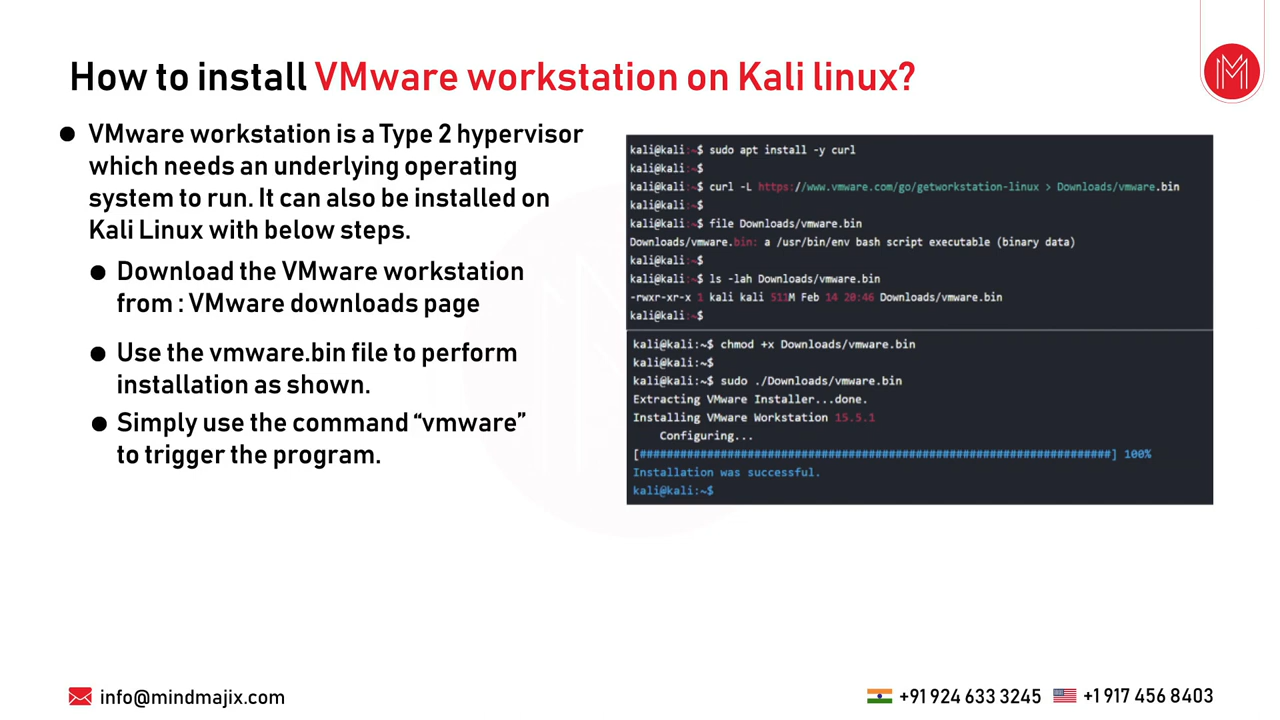 How to install VMware workstation on Kali linux?
● VMware workstation is a Type 2 hypervisor
which needs an underlying operating
system to run. It can also be installed on
Kali Linux with below steps.
● Download the VMware workstation
from : VMware downloads page
● Use the vmware.bin file to perform
installation as shown.
● Simply use the command “vmware”
to trigger the program.
kali@kali:~$ sudo apt install -y curl
kali@kali:~$
kali@kali:~$ curl -L https://www.vmware.com/go/getworkstation-linux > Downloads/vmware.bin
kali@kali:~$
kali@kali:~$ file Downloads/vmware.bin
Downloads/vmware.bin: a /usr/bin/env bash script executable (binary data)
kali@kali:~$
kali@kali:~$ ls -lah Downloads/vmware.bin
-rwxr-xr-x 1 kali kali 511M Feb 14 20:46 Downloads/vmware.bin
kali@kali:~$
kali@kali:~$ chmod +x Downloads/vmware.bin
kali@kali:~$
kali@kali:~$ sudo ./Downloads/vmware.bin
Extracting VMware Installer...done.
Installing VMware Workstation 15.5.1
Configuring...
[######################################################################] 100%
Installation was successful.
kali@kali:~$
info@mindmajix.com
+91 924 633 3245
+1 917 456 8403